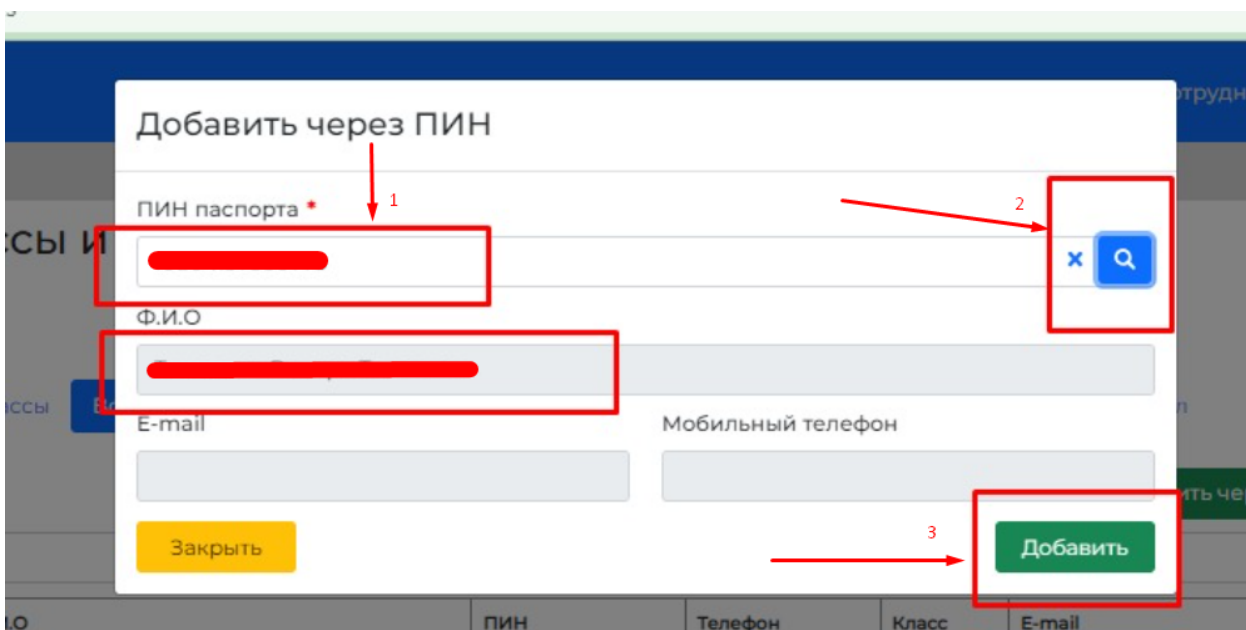 Добавить через ПИН
ПИН паспорта *
1
2
Ф.И.О
E-mail
Мобильный телефон
Закрыть
3
Добавить
ПИН
Телефон
Класс
E-mail